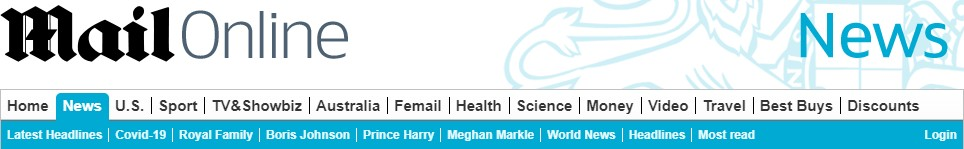 Mail Online News
Home News U.S. Sport TV&Showbiz Australia Femail Health Science Money Video Travel Best Buys Discounts
Latest Headlines Covid-19 Royal Family Boris Johnson Prince Harry Meghan Markle World News Headlines Most read Login